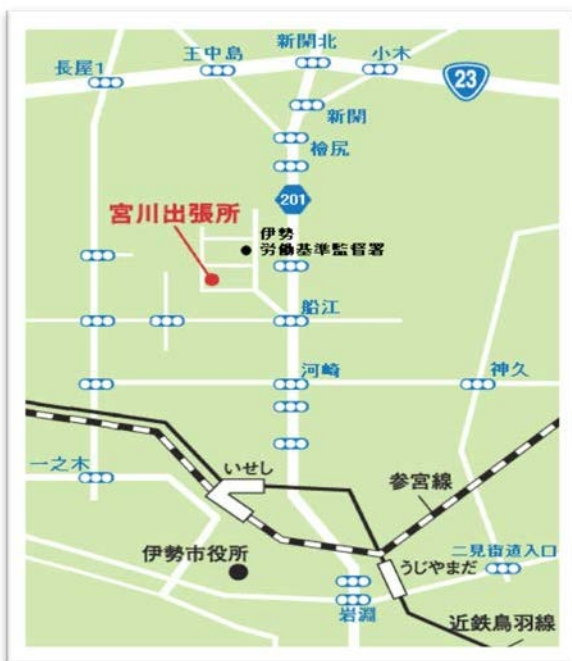 新開北
王中島
小木
長屋1
23
新開
檜尻
201
宮川出張所
伊勢
労働基準監督署
船江
河崎
神久
一之木
いせし
参宮線
伊勢市役所
うじやまだ
二見街道入口
岩淵
近鉄鳥羽線